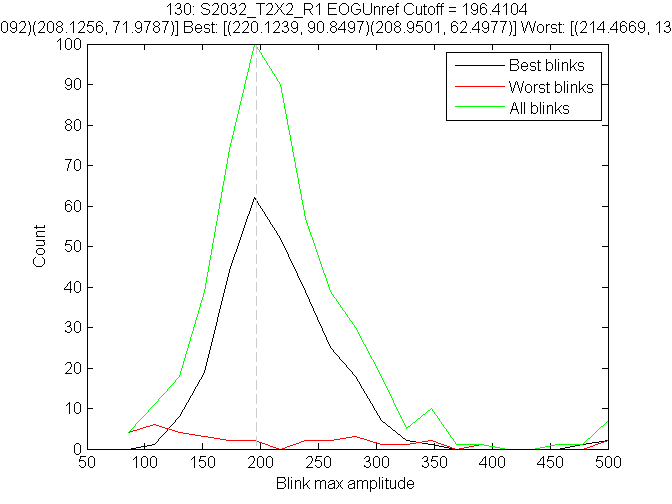 130: S2032_T2X2_R1 EOGUnref Cutoff = 196.4104
092)(208.1256, 71.9787)] Best: [(220.1239, 90.8497)(208.9501, 62.4977)] Worst: [(214.4669, 13
100
90
80
70
60
50
40
30
20
10
0
Count
Best blinks
Worst blinks
All blinks
50 100 150 200 250 300 350 400 450 500
Blink max amplitude